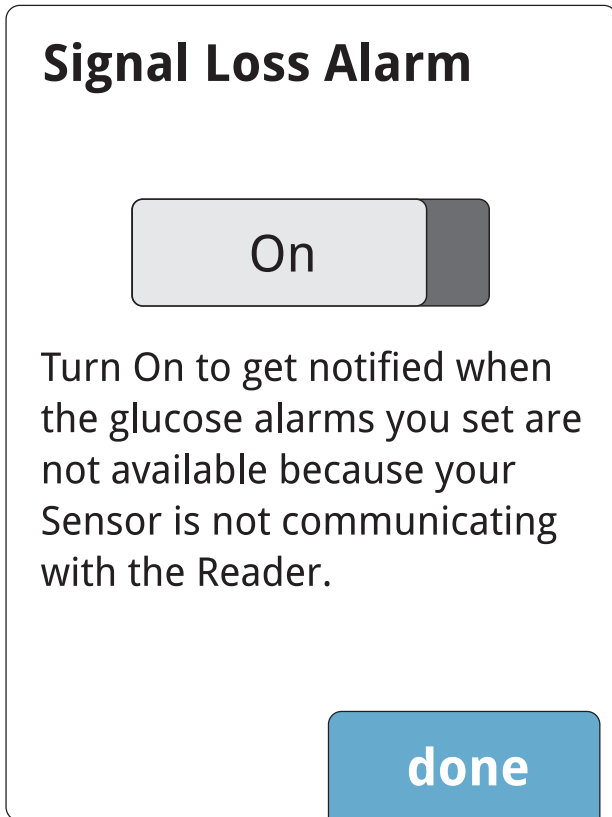 Signal Loss Alarm
On
Turn On to get notified when
the glucose alarms you set are
not available because your
Sensor is not communicating
with the Reader.
done